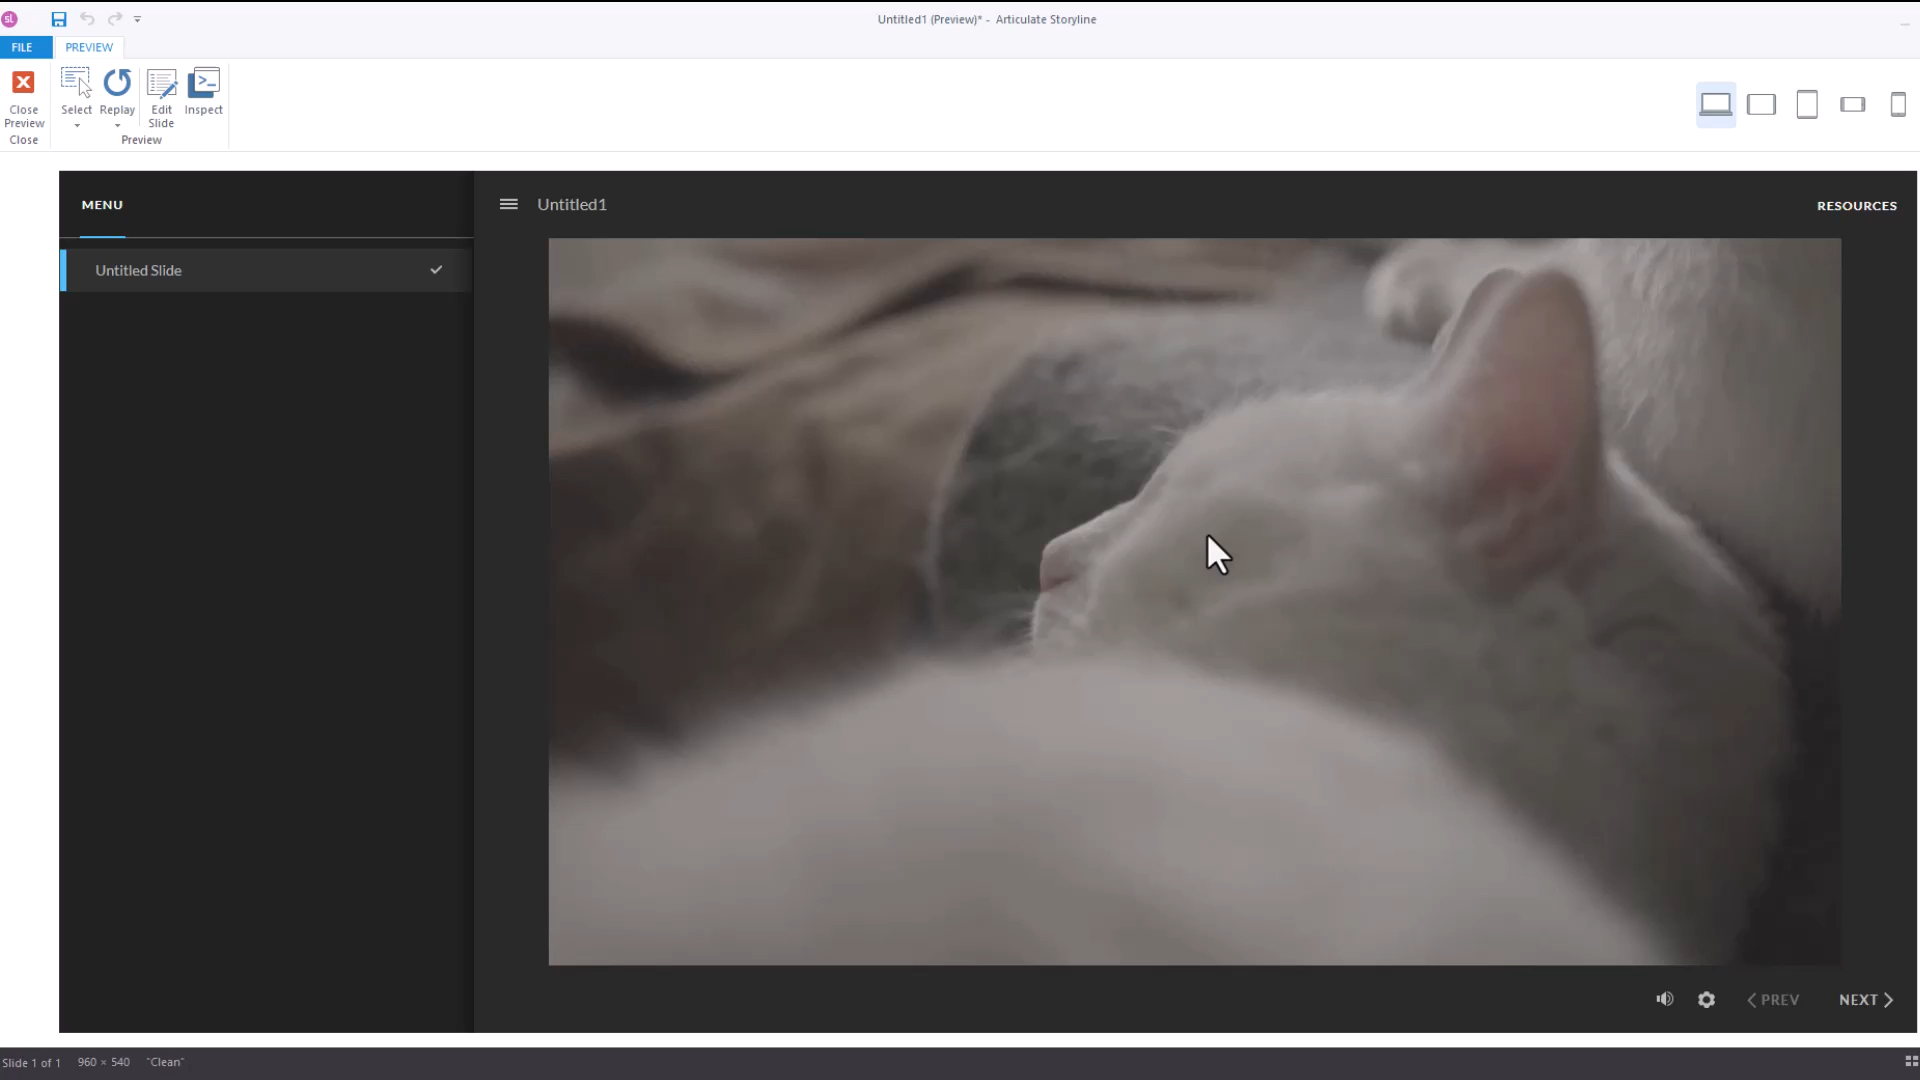 SL
Untitled1 (Preview)* - Articulate Storyline
FILE
PREVIEW
Close
Preview
Select
Replay
Edit
Slide
Inspect
Close
Preview
MENU
Untitled1
RESOURCES
Untitled Slide
PREV
NEXT
Slide 1 of 1
960 × 540
"Clean"